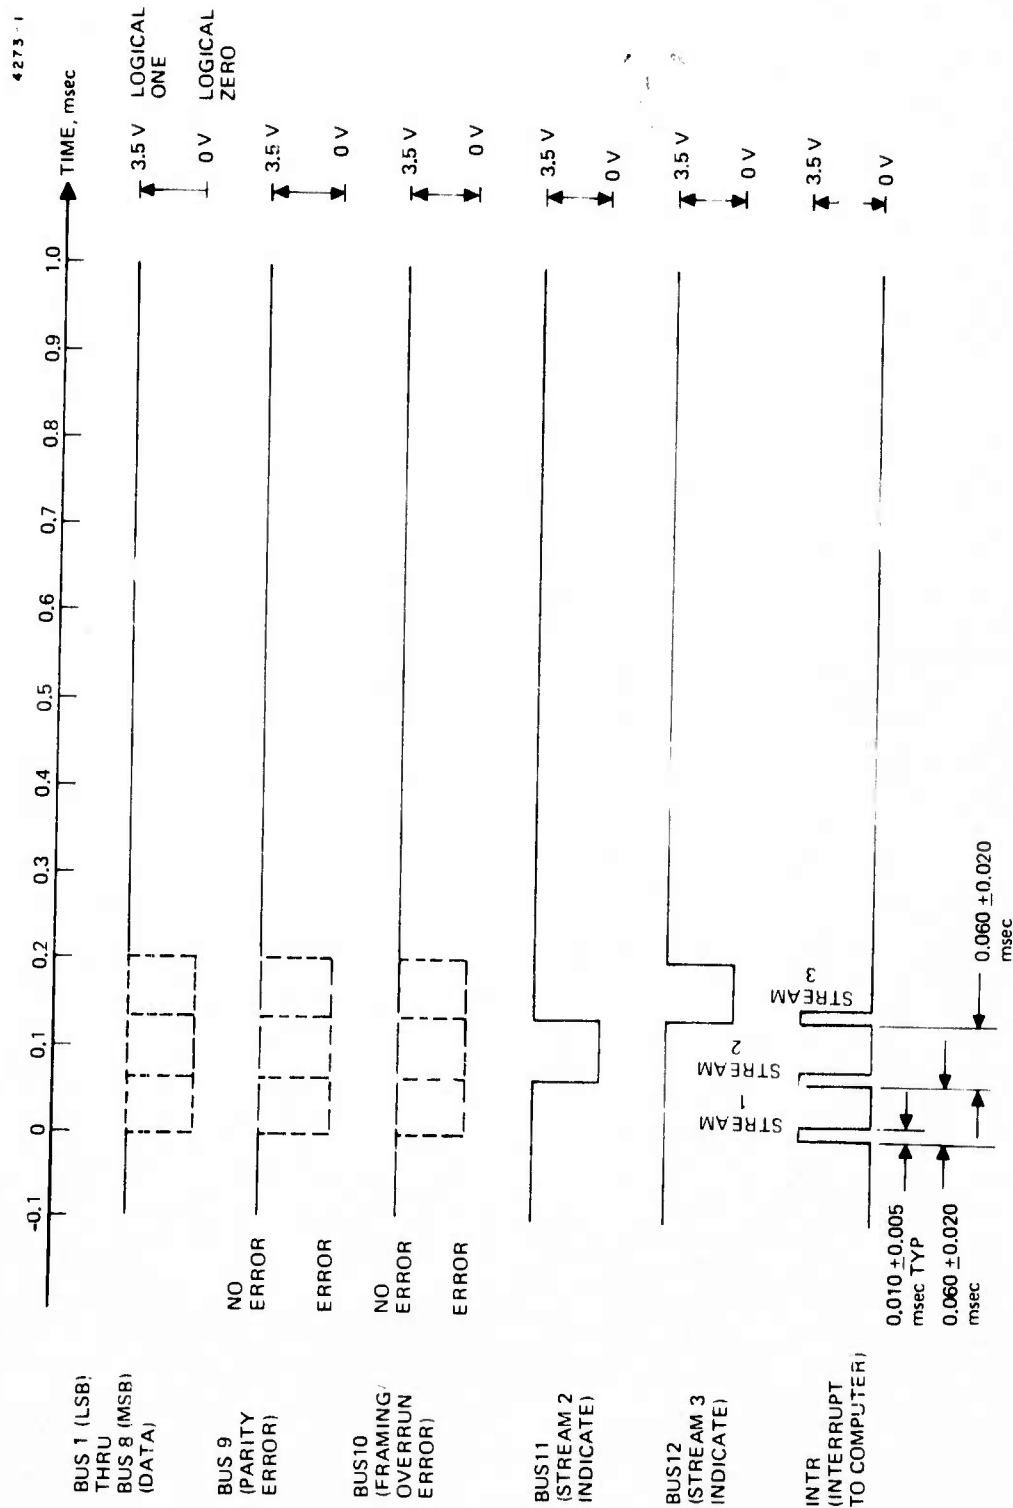 4273-1
-0.1 0 0.1 0.2 0.3 0.4 0.5 0.6 0.7 0.8 0.9 1.0
TIME, msec
BUS 1 (LSB)
THRU
BUS 8 (MSB)
(DATA)
3.5 V LOGICAL
ONE
0 V LOGICAL
ZERO
BUS 9
(PARITY
ERROR)
NO
ERROR
ERROR
3.5 V
0 V
BUS10
(FRAMING/
OVERRUN
ERROR)
NO
ERROR
ERROR
3.5 V
0 V
BUS11
(STREAM 2
INDICATE)
3.5 V
0 V
BUS12
(STREAM 3
INDICATE)
3.5 V
0 V
INTR
(INTERRUPT
TO COMPUTER)
STREAM
1
STREAM
2
STREAM
3
3.5 V
0 V
0.010 ±0.005
msec TYP
0.060 ±0.020
msec
0.060 ±0.020
msec